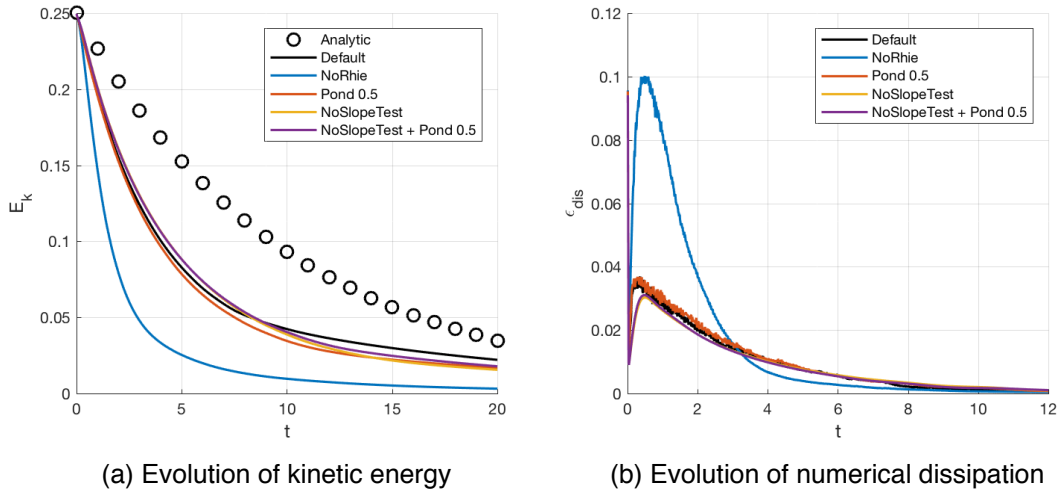 0.25
0.2
0.15
0.1
0.05
0
E_k
0 5 10 15 20
t
Analytic
Default
NoRhie
Pond 0.5
NoSlopeTest
NoSlopeTest + Pond 0.5
(a) Evolution of kinetic energy
0.12
0.1
0.08
0.06
0.04
0.02
0
ϵ_dis
0 2 4 6 8 10 12
t
Default
NoRhie
Pond 0.5
NoSlopeTest
NoSlopeTest + Pond 0.5
(b) Evolution of numerical dissipation